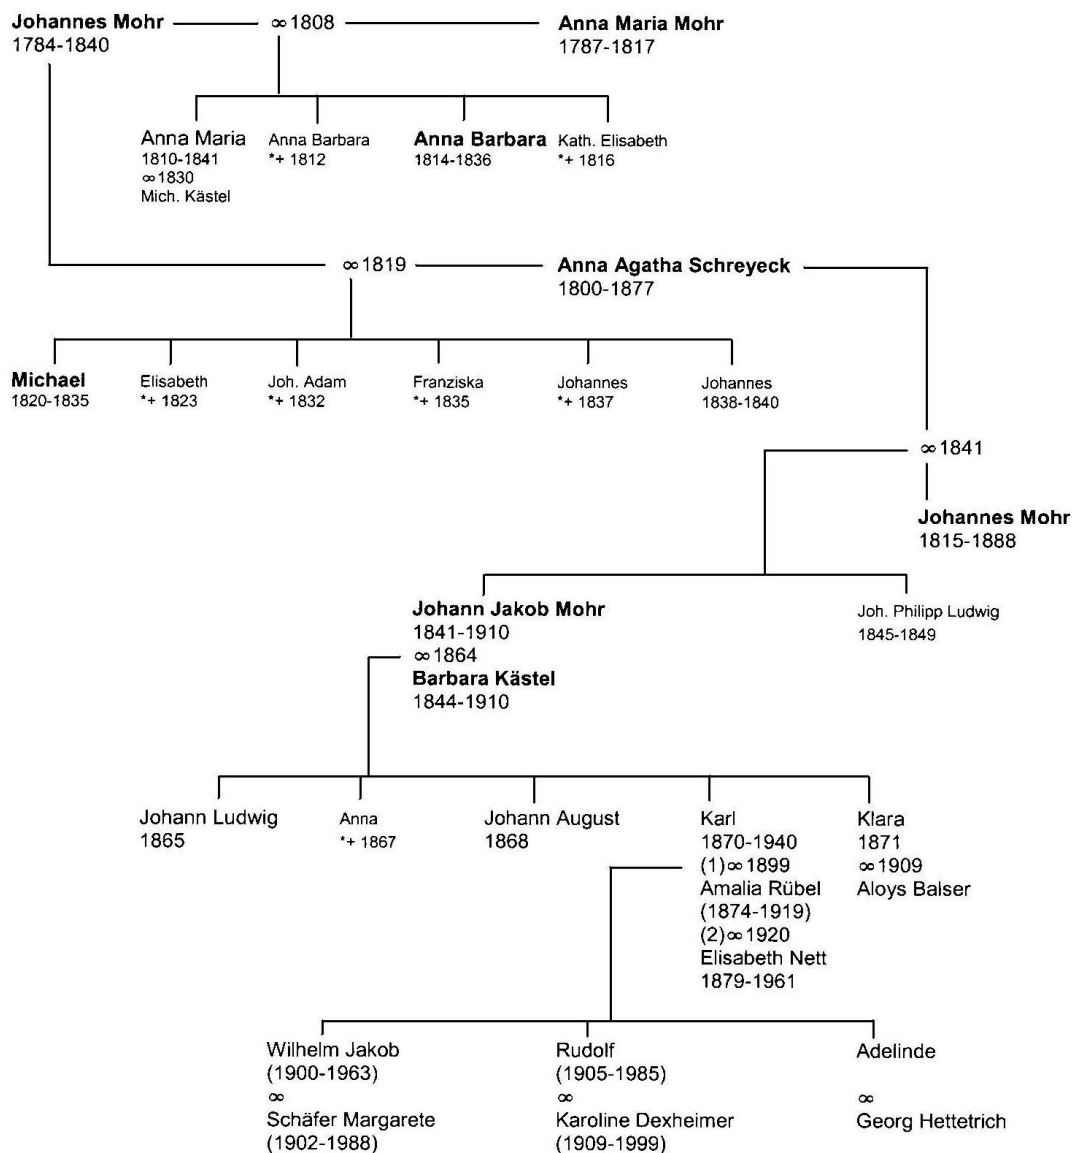 Johannes Mohr ∞ 1808 Anna Maria Mohr
1784-1840 1787-1817
Anna Maria Anna Barbara Anna Barbara Kath. Elisabeth
1810-1841 *+ 1812 1814-1836 *+ 1816
∞ 1830
Mich. Kästel
∞ 1819 Anna Agatha Schreyeck
1800-1877
Michael Elisabeth Joh. Adam Franziska Johannes Johannes
1820-1835 *+ 1823 *+ 1832 *+ 1835 *+ 1837 1838-1840
∞ 1841
Johannes Mohr
1815-1888
Johann Jakob Mohr Joh. Philipp Ludwig
1841-1910 1845-1849
∞ 1864
Barbara Kästel
1844-1910
Johann Ludwig Anna Johann August Karl Klara
1865 *+ 1867 1868 1870-1940 1871
(1)∞ 1899 ∞ 1909
Amalia Rübel Aloys Balser
(1874-1919)
(2)∞ 1920
Elisabeth Nett
1879-1961
Wilhelm Jakob Rudolf Adelinde
(1900-1963) (1905-1985)
∞ ∞ ∞
Schäfer Margarete Karoline Dexheimer Georg Hettetrich
(1902-1988) (1909-1999)